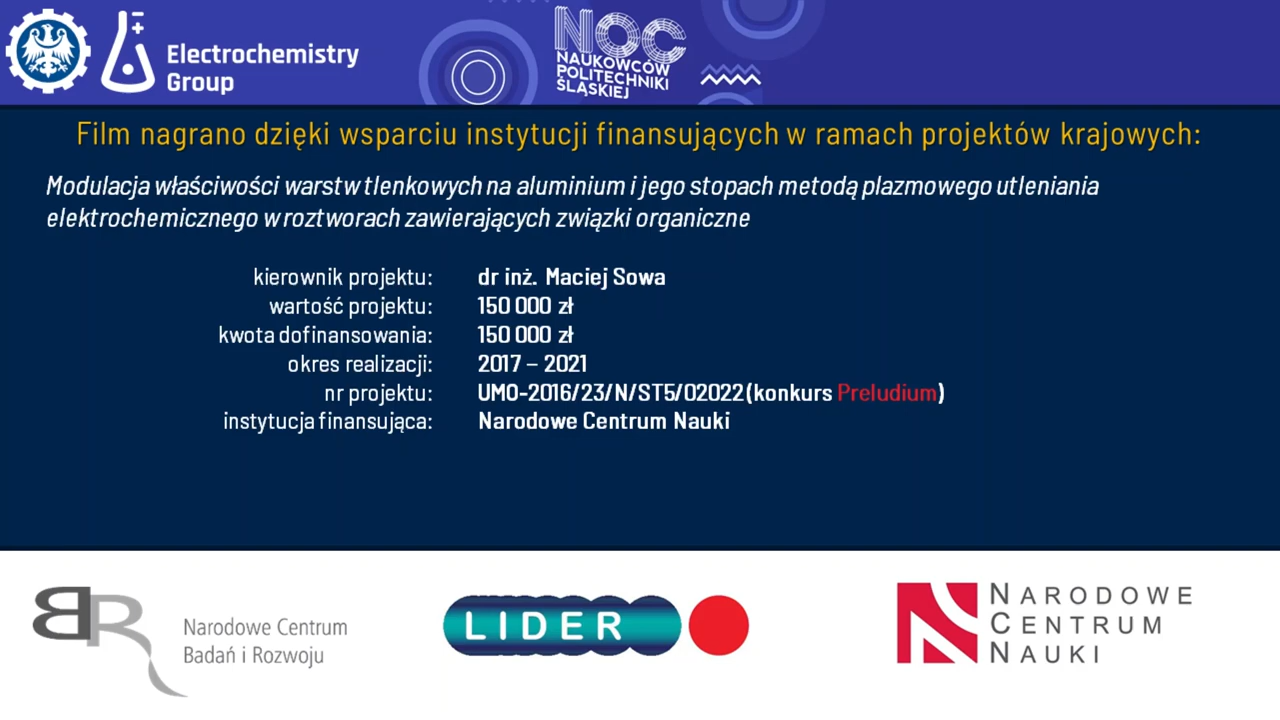 Electrochemistry
Group
NOC
NAUKOWCÓW
POLITECHNIKI
ŚLĄSKIEJ
Film nagrano dzięki wsparciu instytucji finansujących w ramach projektów krajowych:
Modulacja właściwości warstw tlenkowych na aluminium i jego stopach metodą plazmowego utleniania
elektrochemicznego w roztworach zawierających związki organiczne
kierownik projektu: dr inż. Maciej Sowa
wartość projektu: 150 000 zł
kwota dofinansowania: 150 000 zł
okres realizacji: 2017 – 2021
nr projektu: UMO-2016/23/N/ST5/02022 (konkurs Preludium)
instytucja finansująca: Narodowe Centrum Nauki
BR
Narodowe Centrum
Badań i Rozwoju
LIDER
NARODOWE
CENTRUM
NAUKI